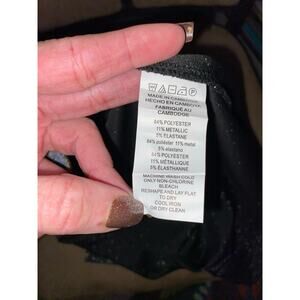 MADE IN CAMBODIA
HECHO EN CAMBOYA
FABRIQUÉ AU
CAMBODGE
84% POLYESTER
11% METALLIC
5% ELASTANE
84% poliéster 11% metal
5% elastano
84% POLYESTER
11% MÉTALLIQUE
5% ÉLASTHANNE
MACHINE WASH COLD
ONLY NON-CHLORINE
BLEACH
RESHAPE AND LAY FLAT
TO DRY
COOL IRON
OR DRY CLEAN